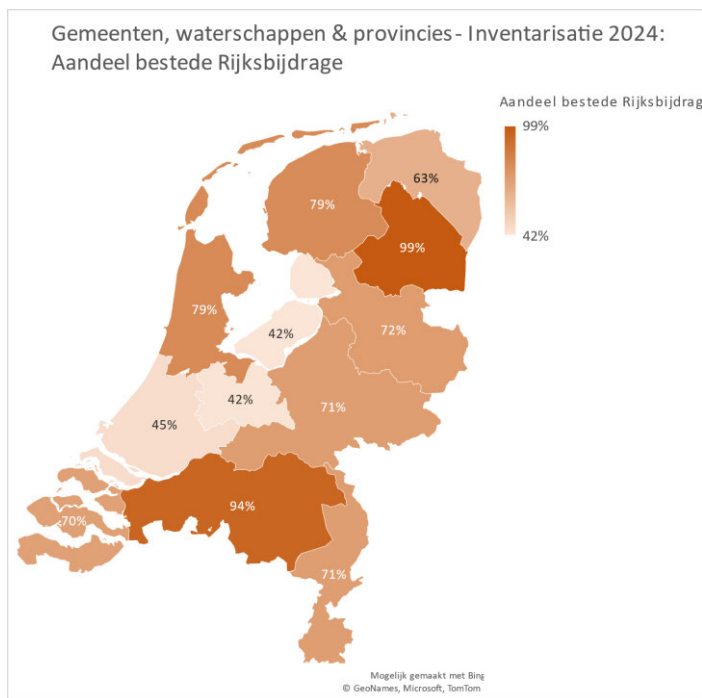 Gemeenten, waterschappen & provincies - Inventarisatie 2024:
Aandeel bestede Rijksbijdrage
Aandeel bestede Rijksbijdrag
99%
42%
63%
79%
99%
79%
42%
72%
42%
71%
45%
94%
70%
71%
Mogelijk gemaakt met Bing
© GeoNames, Microsoft, TomTom